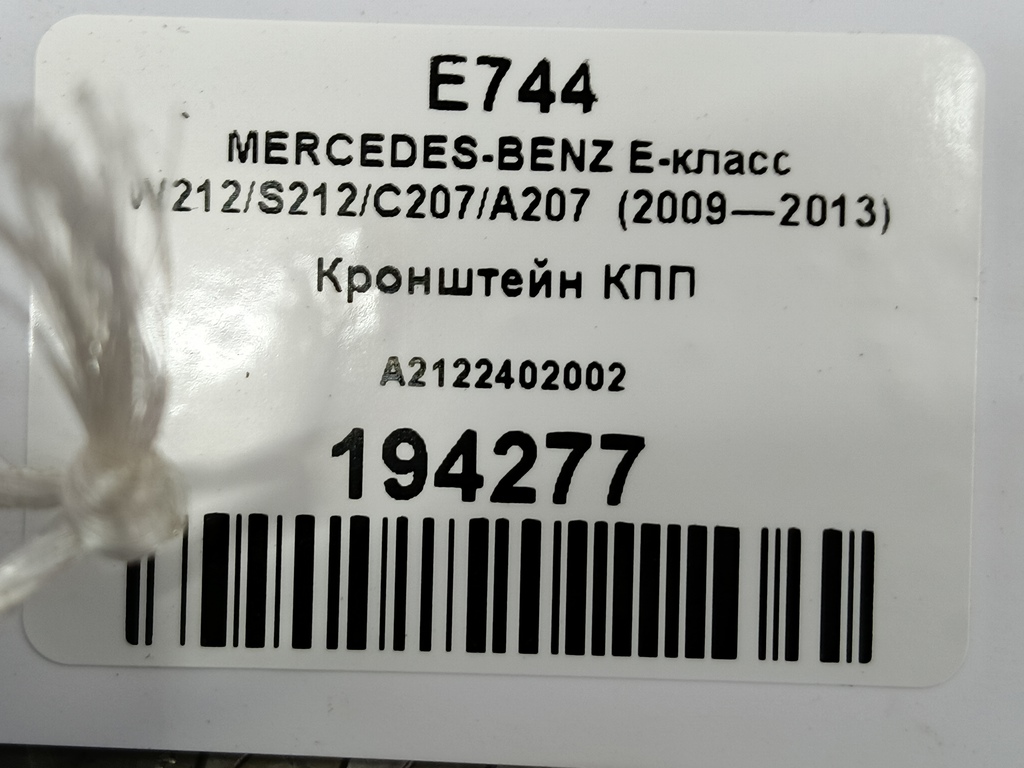 E744
MERCEDES-BENZ E-класс
W212/S212/C207/A207 (2009—2013)
Кронштейн КПП
A2122402002
194277